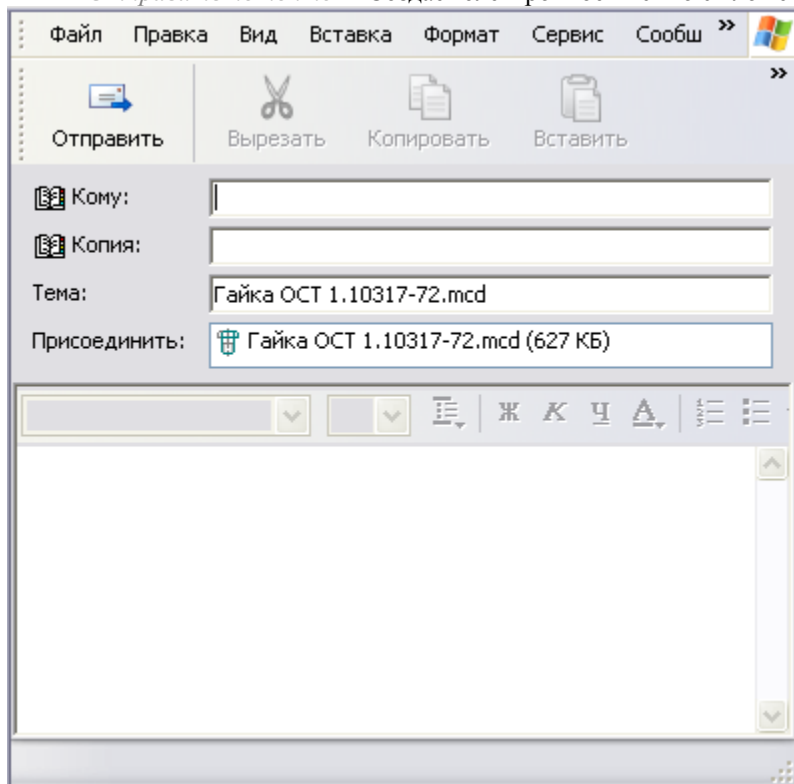 Файл Правка Вид Вставка Формат Сервис Сообщ »
»
Отправить Вырезать Копировать Вставить
Кому:
Копия:
Тема: Гайка ОСТ 1.10317-72.mcd
Присоединить: Гайка ОСТ 1.10317-72.mcd (627 КБ)
Ж К Ч А